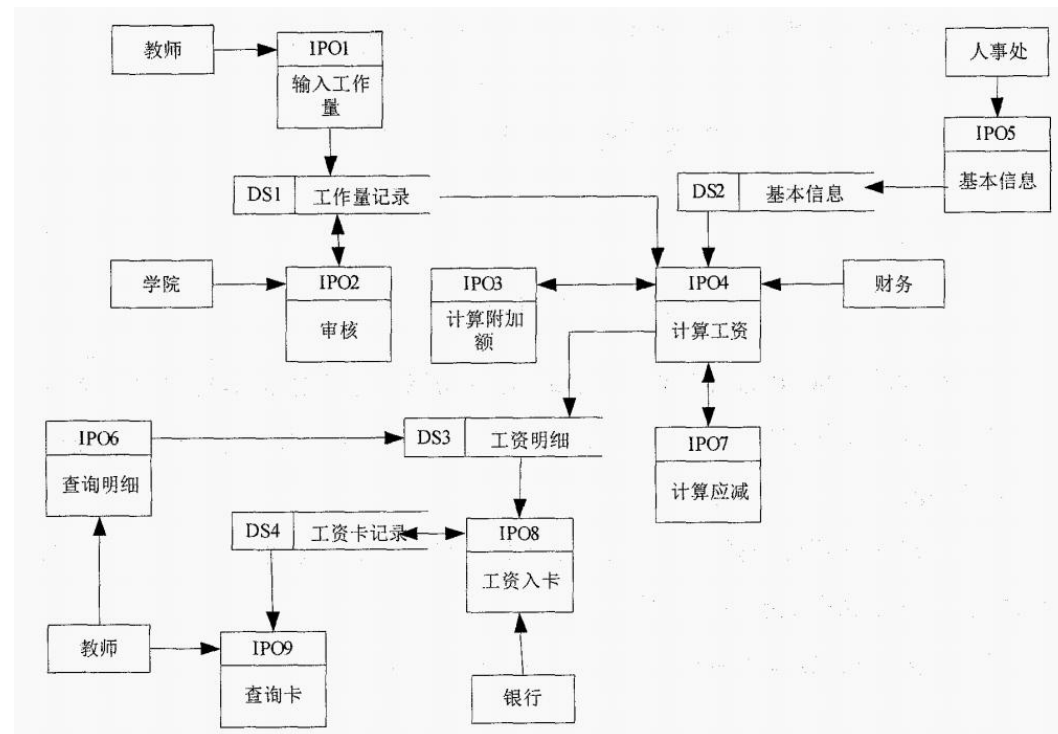 教师
IPO1
输入工作
量
人事处
IPO5
基本信息
DS1 工作量记录
DS2 基本信息
学院
IPO2
审核
IPO3
计算附加
额
IPO4
计算工资
财务
IPO6
查询明细
DS3 工资明细
IPO7
计算应减
DS4 工资卡记录
IPO8
工资入卡
教师
IPO9
查询卡
银行